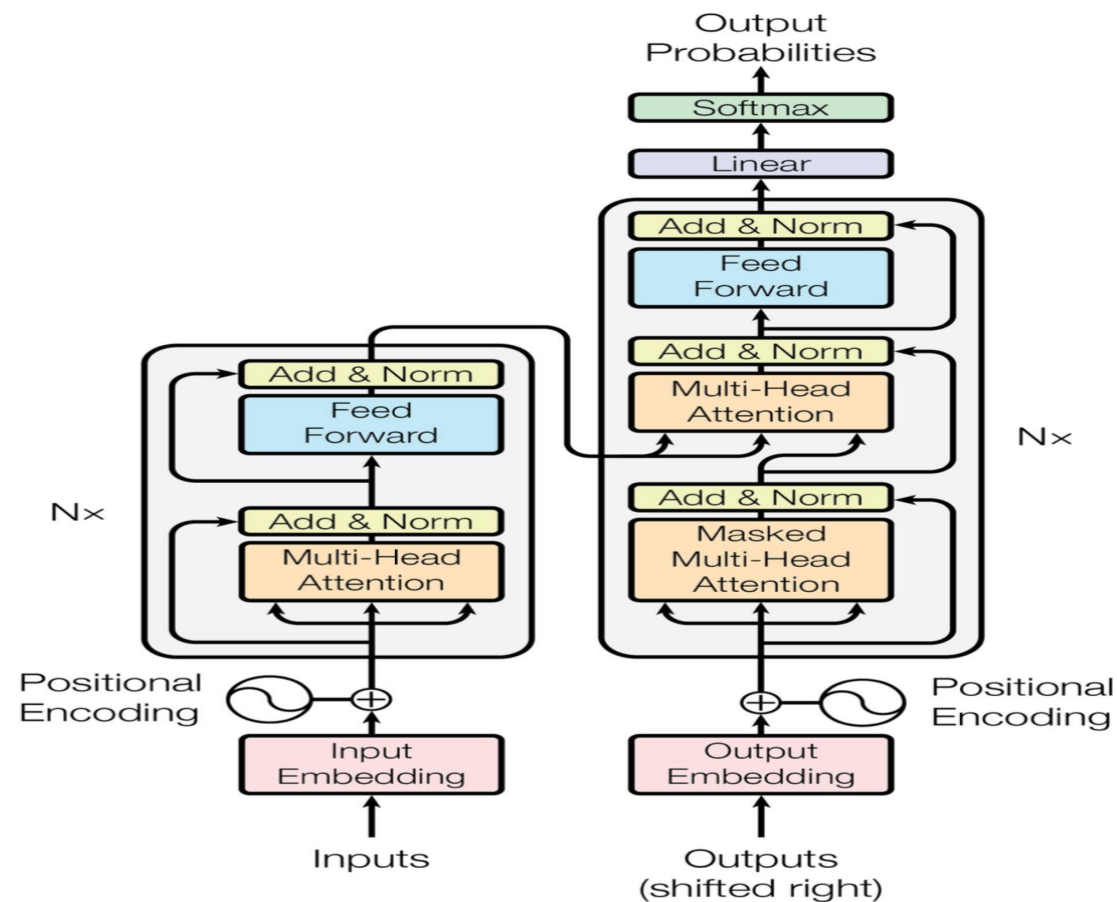 Output
Probabilities
Softmax
Linear
Add & Norm
Feed
Forward
Add & Norm
Multi-Head
Attention
Nx
Add & Norm
Masked
Multi-Head
Attention
Add & Norm
Feed
Forward
Nx
Add & Norm
Multi-Head
Attention
Positional
Encoding
Positional
Encoding
Input
Embedding
Output
Embedding
Inputs
Outputs
(shifted right)